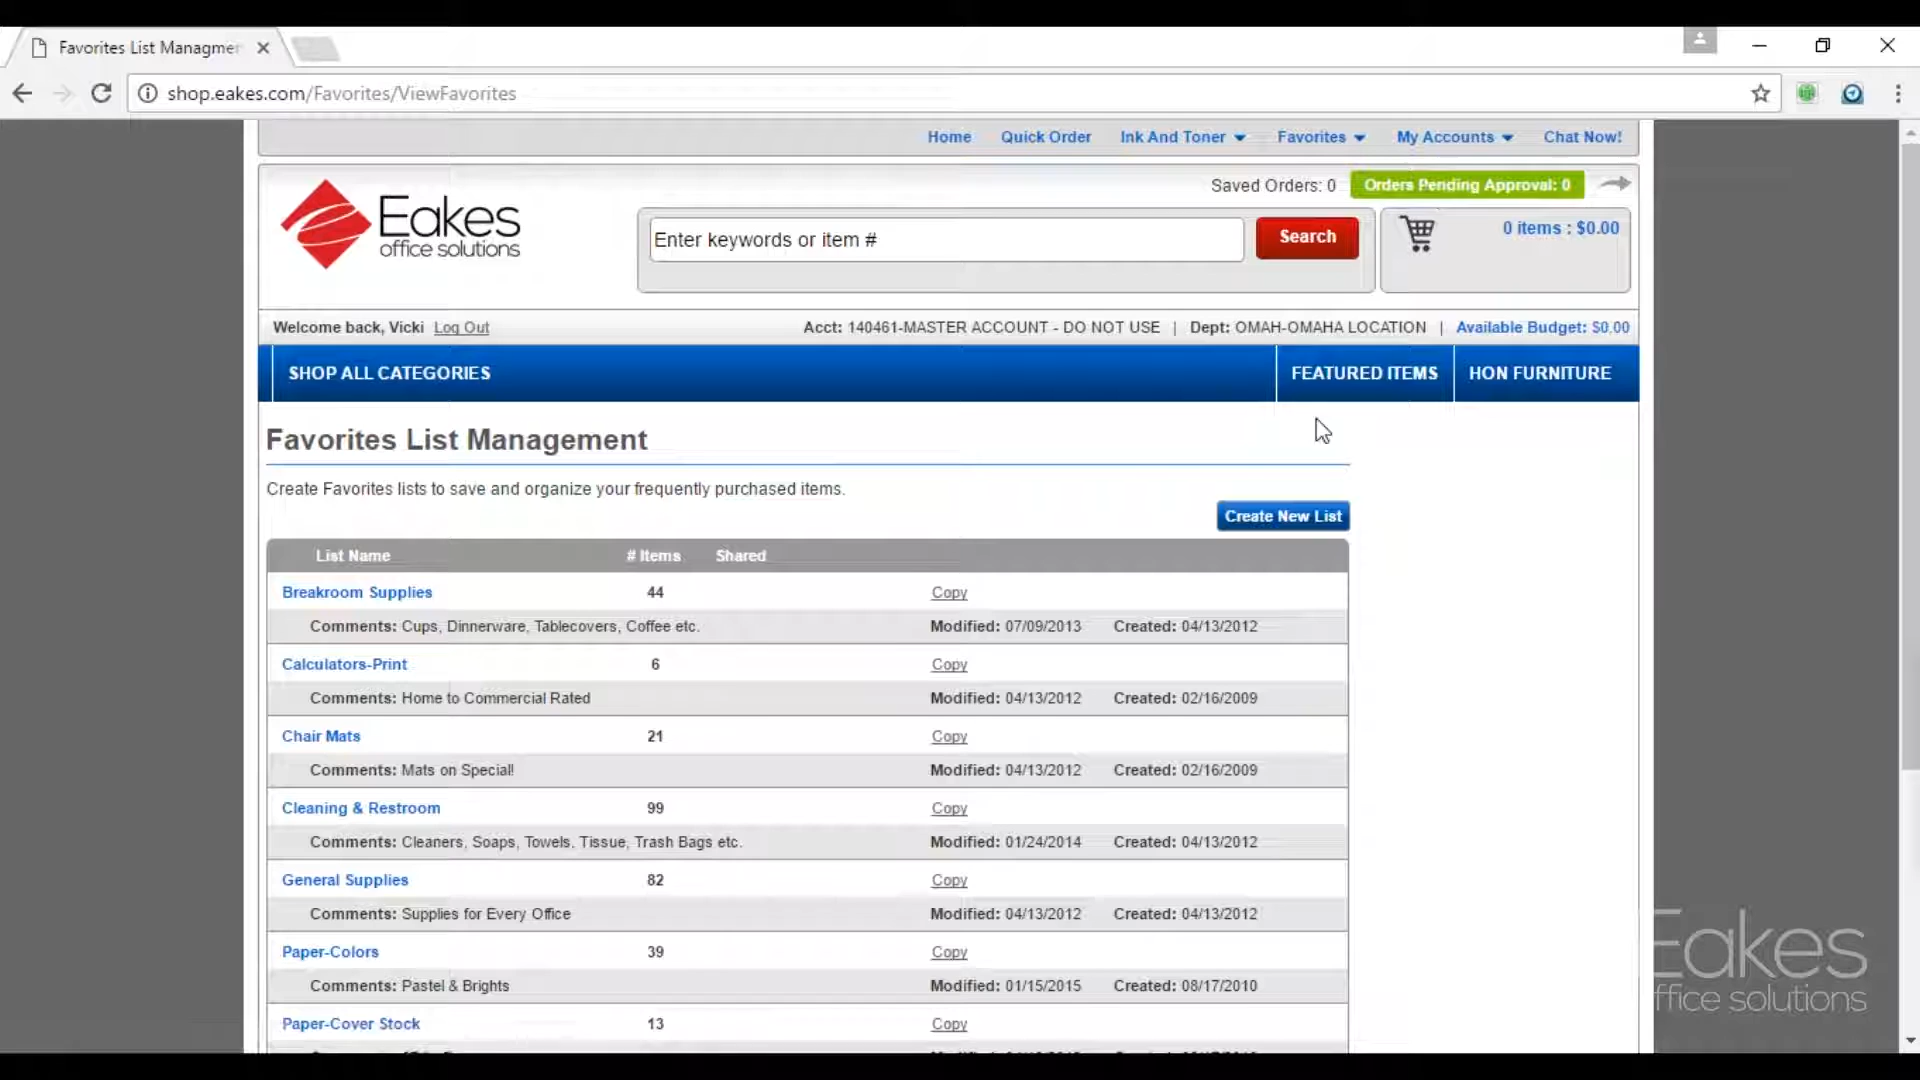 Favorites List Managmer
shop.eakes.com/Favorites/ViewFavorites
Home Quick Order Ink And Toner Favorites My Accounts Chat Now!
Saved Orders: 0 Orders Pending Approval: 0
Eakes
office solutions
Enter keywords or item # Search 0 items : $0.00
Welcome back, Vicki Log Out Acct: 140461-MASTER ACCOUNT - DO NOT USE | Dept: OMAH-OMAHA LOCATION | Available Budget: $0.00
SHOP ALL CATEGORIES FEATURED ITEMS HON FURNITURE
Favorites List Management
Create Favorites lists to save and organize your frequently purchased items.
Create New List
List Name # Items Shared
Breakroom Supplies 44 Copy
Comments: Cups, Dinnerware, Tablecovers, Coffee etc. Modified: 07/09/2013 Created: 04/13/2012
Calculators-Print 6 Copy
Comments: Home to Commercial Rated Modified: 04/13/2012 Created: 02/16/2009
Chair Mats 21 Copy
Comments: Mats on Special! Modified: 04/13/2012 Created: 02/16/2009
Cleaning & Restroom 99 Copy
Comments: Cleaners, Soaps, Towels, Tissue, Trash Bags etc. Modified: 01/24/2014 Created: 04/13/2012
General Supplies 82 Copy
Comments: Supplies for Every Office Modified: 04/13/2012 Created: 04/13/2012
Paper-Colors 39 Copy
Comments: Pastel & Brights Modified: 01/15/2015 Created: 08/17/2010
Paper-Cover Stock 13 Copy
Eakes
ffice solutions